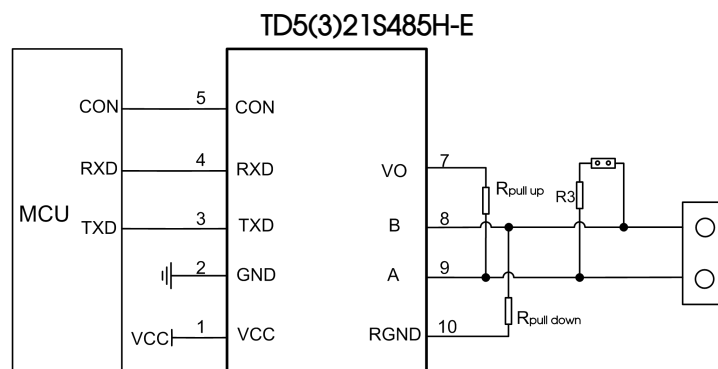 TD5(3)21S485H-E
CON 5 CON
RXD 4 RXD
VO 7
Rpull up
R3
MCU
TXD 3 TXD
B 8
2 GND
A 9
VCC 1 VCC
RGND 10
Rpull down